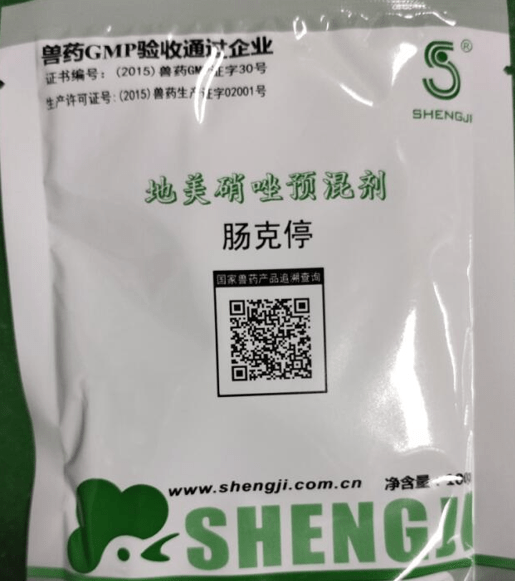 兽药GMP验收通过企业
证书编号：(2015)兽药GMP证字30号
生产许可证号：(2015)兽药生产证字02001号
SHENGJI
地美硝唑预混剂
肠克停
国家兽药产品追溯查询
www.shengji.com.cn
净含量：
SHENGJI